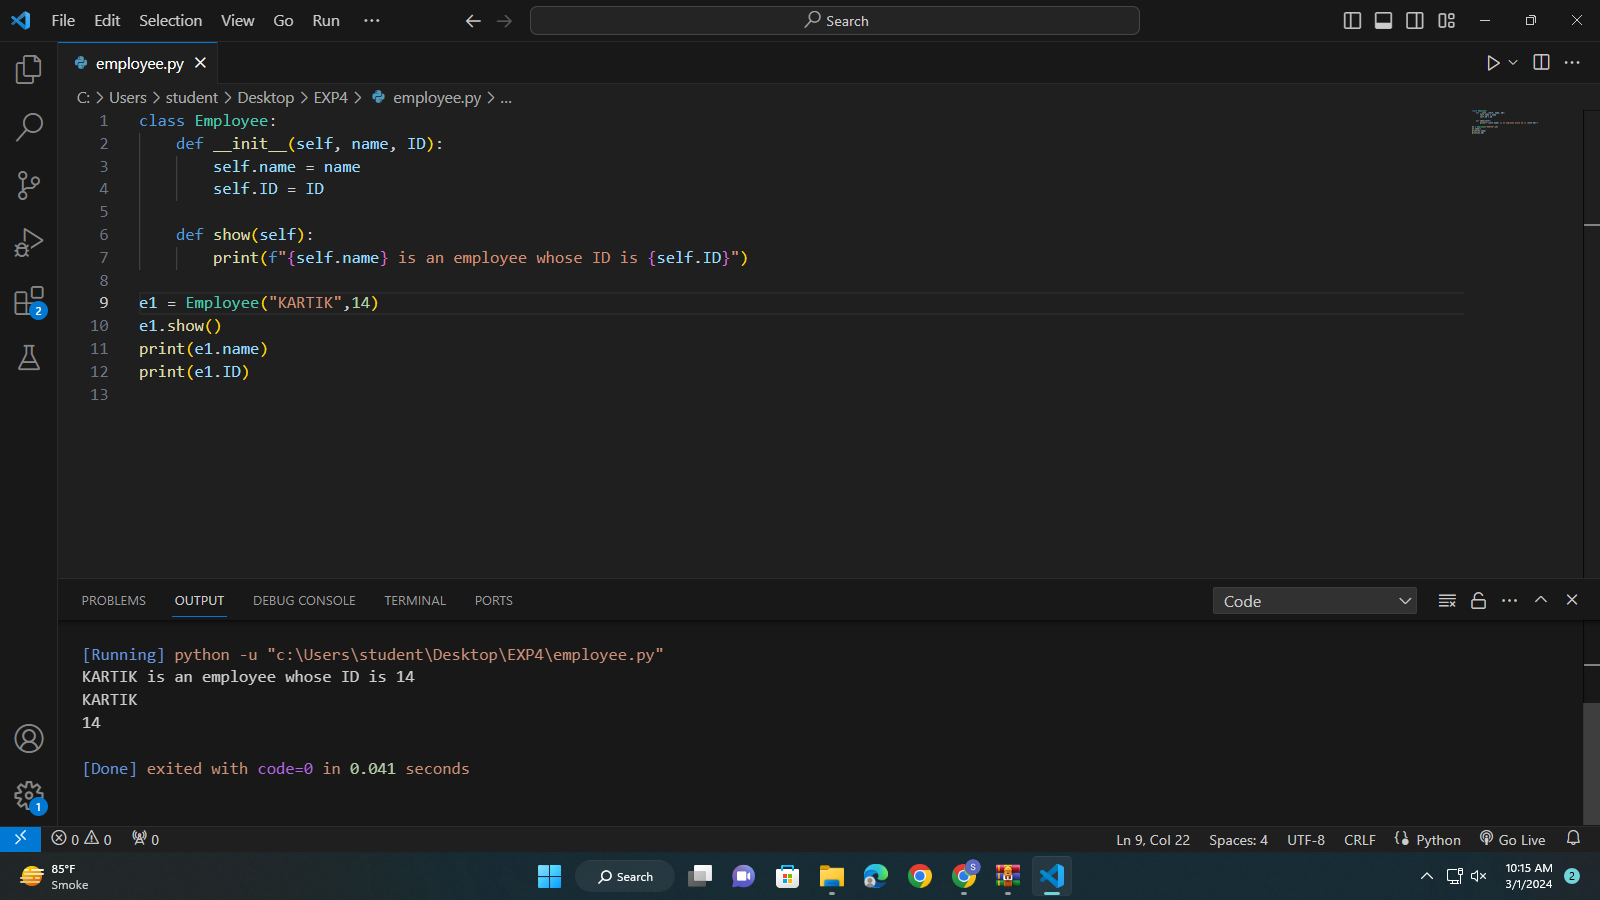 File Edit Selection View Go Run ···
Search
employee.py
C: > Users > student > Desktop > EXP4 > employee.py > ...
1 class Employee:
2     def __init__(self, name, ID):
3         self.name = name
4         self.ID = ID
5
6     def show(self):
7         print(f"{self.name} is an employee whose ID is {self.ID}")
8
9 e1 = Employee("KARTIK",14)
10 e1.show()
11 print(e1.name)
12 print(e1.ID)
13
2
PROBLEMS OUTPUT DEBUG CONSOLE TERMINAL PORTS
Code
[Running] python -u "c:\Users\student\Desktop\EXP4\employee.py"
KARTIK is an employee whose ID is 14
KARTIK
14
[Done] exited with code=0 in 0.041 seconds
1
0 0 0
Ln 9, Col 22 Spaces: 4 UTF-8 CRLF Python Go Live
85°F
Smoke
Search
S
10:15 AM
3/1/2024
2